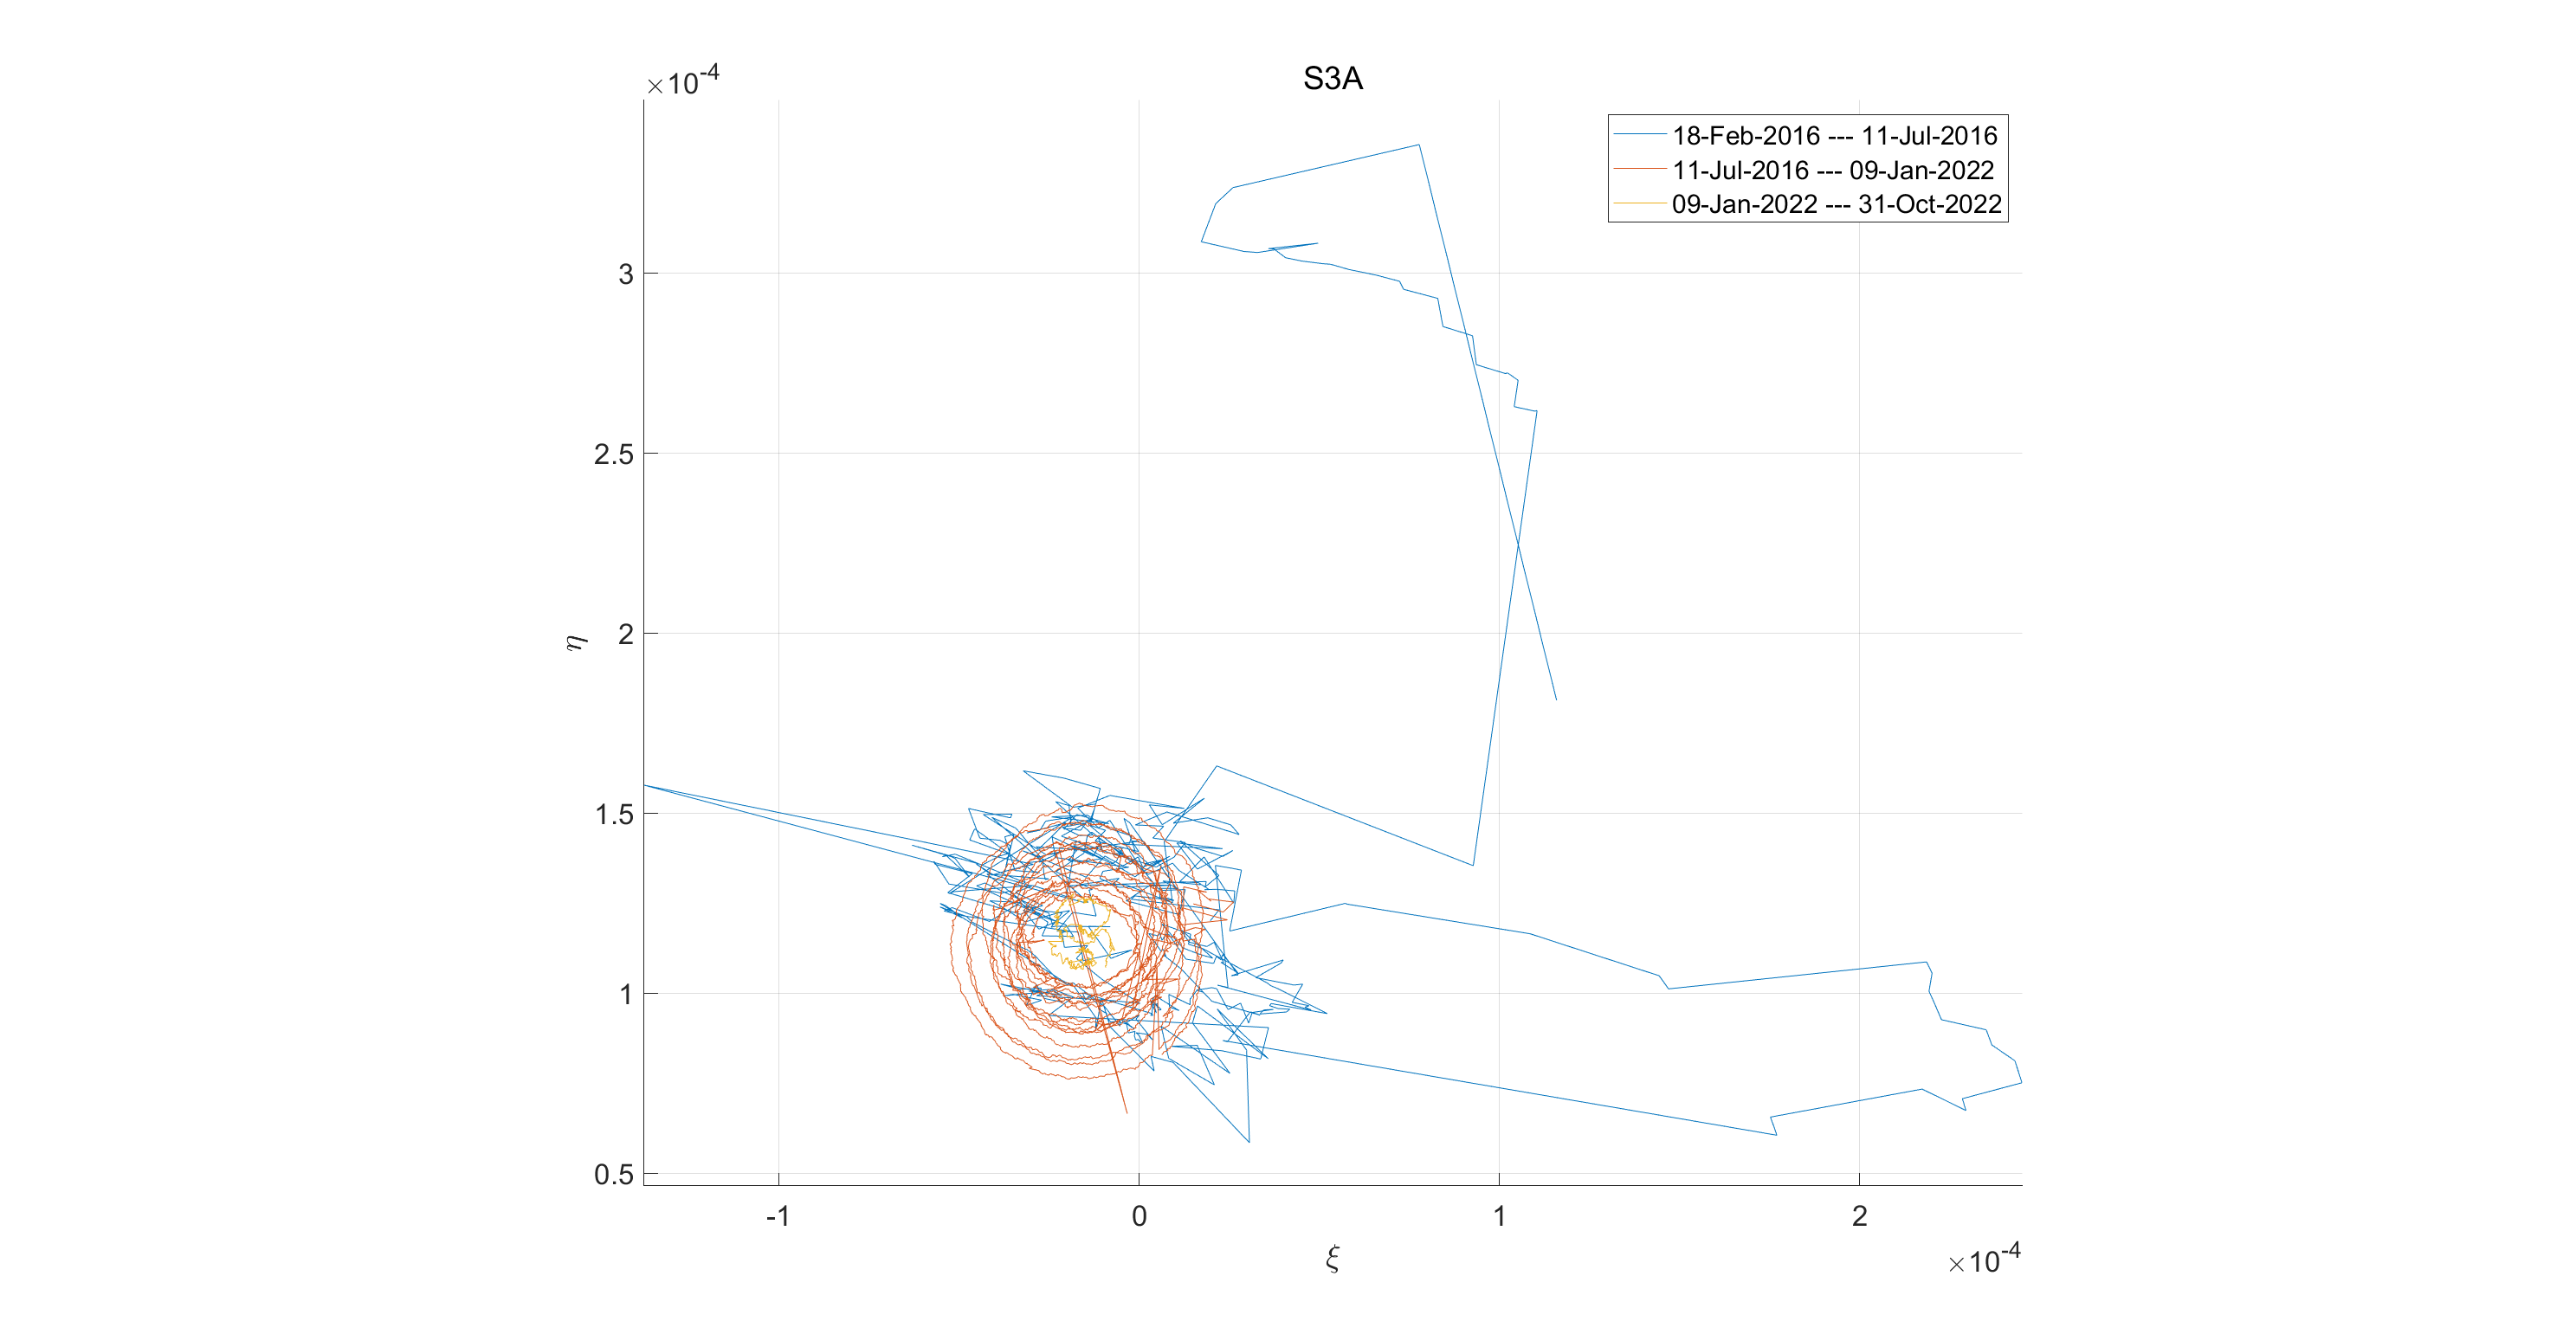 S3A
×10-4
18-Feb-2016 --- 11-Jul-2016
11-Jul-2016 --- 09-Jan-2022
09-Jan-2022 --- 31-Oct-2022
3
2.5
2
1.5
1
0.5
η
-1
0
1
2
ξ
×10-4